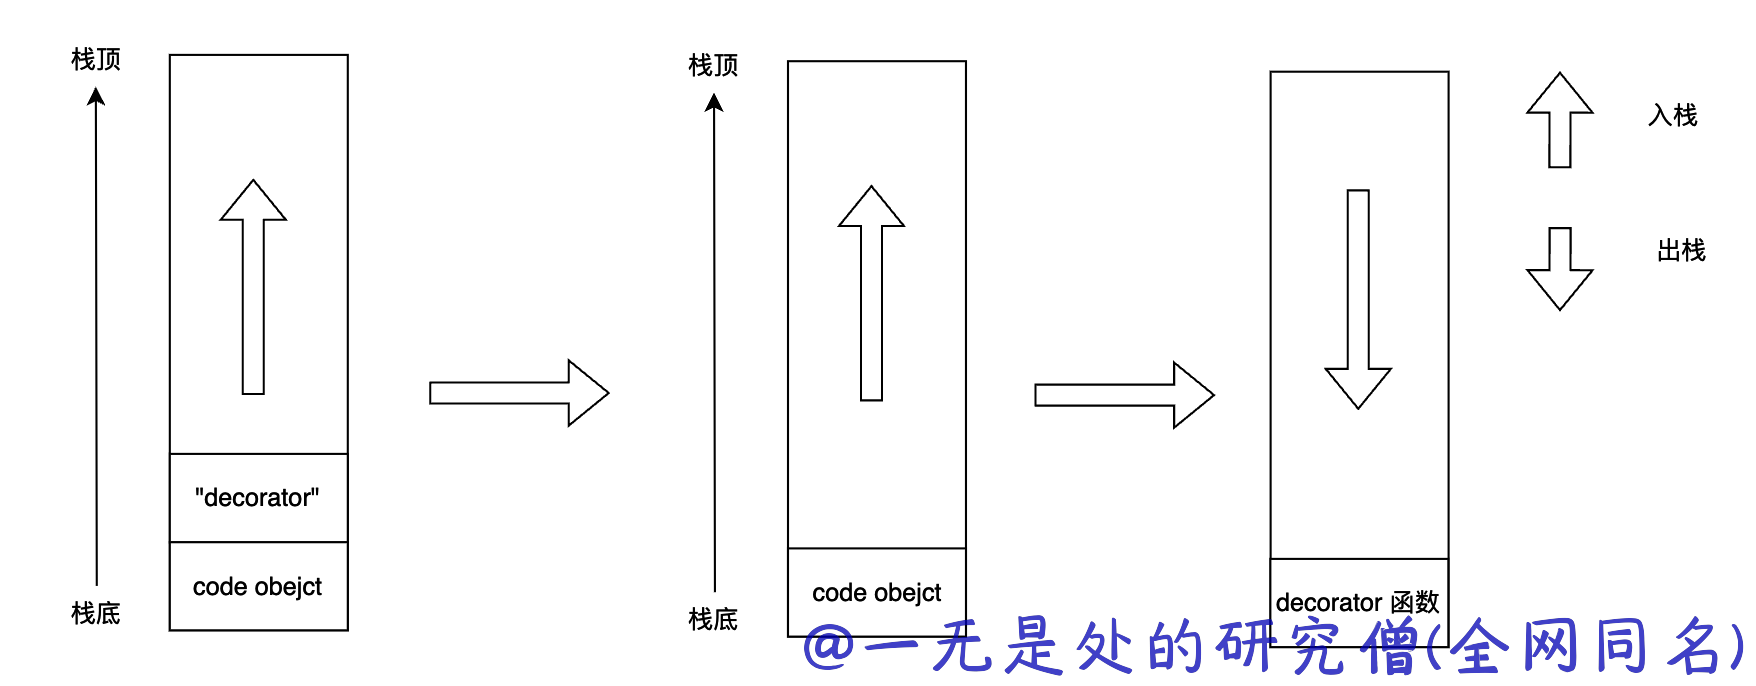 栈顶
"decorator"
code obejct
栈底
栈顶
code obejct
栈底
decorator 函数
入栈
出栈
@一无是处的研究僧(全网同名)